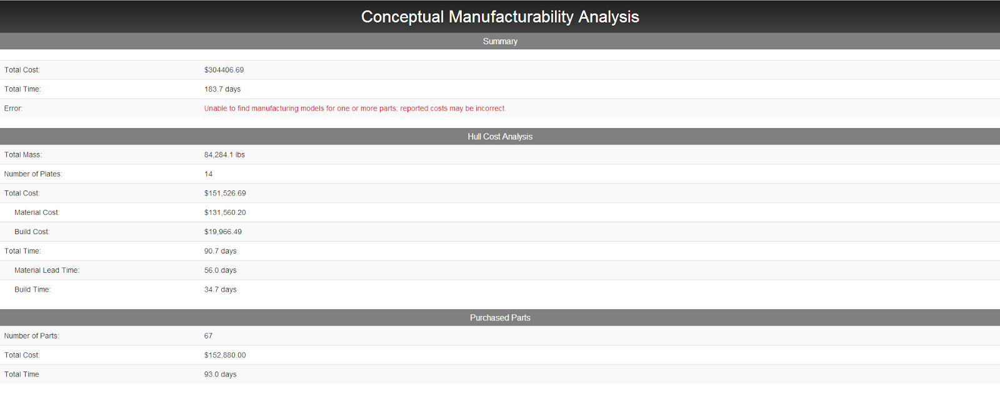 Conceptual Manufacturability Analysis
Summary
Total Cost: $304406.69
Total Time: 183.7 days
Error: Unable to find manufacturing models for one or more parts; reported costs may be incorrect.
Hull Cost Analysis
Total Mass: 84,284.1 lbs
Number of Plates: 14
Total Cost: $151,526.69
Material Cost: $131,560.20
Build Cost: $19,966.49
Total Time: 90.7 days
Material Lead Time: 56.0 days
Build Time: 34.7 days
Purchased Parts
Number of Parts: 67
Total Cost: $152,880.00
Total Time 93.0 days